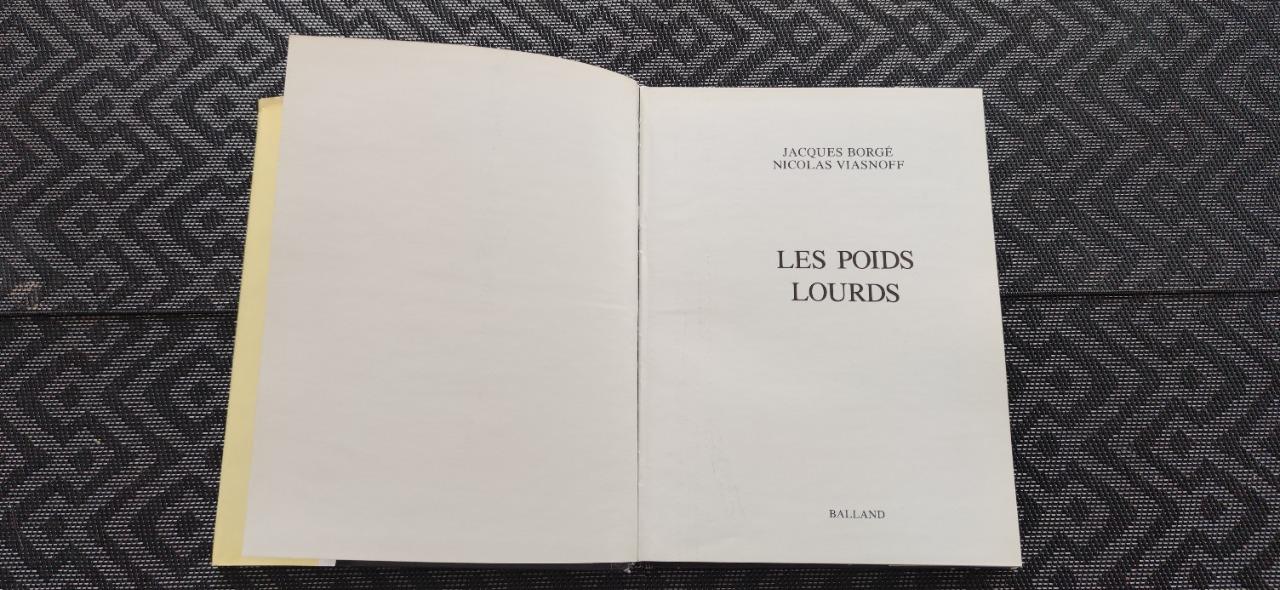 JACQUES BORGÉ
NICOLAS VIASNOFF
LES POIDS
LOURDS
BALLAND